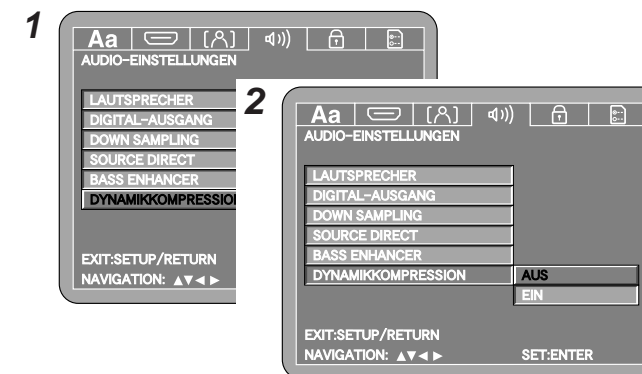 1
Aa
AUDIO-EINSTELLUNGEN
LAUTSPRECHER
DIGITAL-AUSGANG
DOWN SAMPLING
SOURCE DIRECT
BASS ENHANCER
DYNAMIKKOMPRESSIO
EXIT:SETUP/RETURN
NAVIGATION: ▲▼◄ ►
2
Aa
AUDIO-EINSTELLUNGEN
LAUTSPRECHER
DIGITAL-AUSGANG
DOWN SAMPLING
SOURCE DIRECT
BASS ENHANCER
DYNAMIKKOMPRESSION AUS
EIN
EXIT:SETUP/RETURN
NAVIGATION: ▲▼◄ ► SET:ENTER